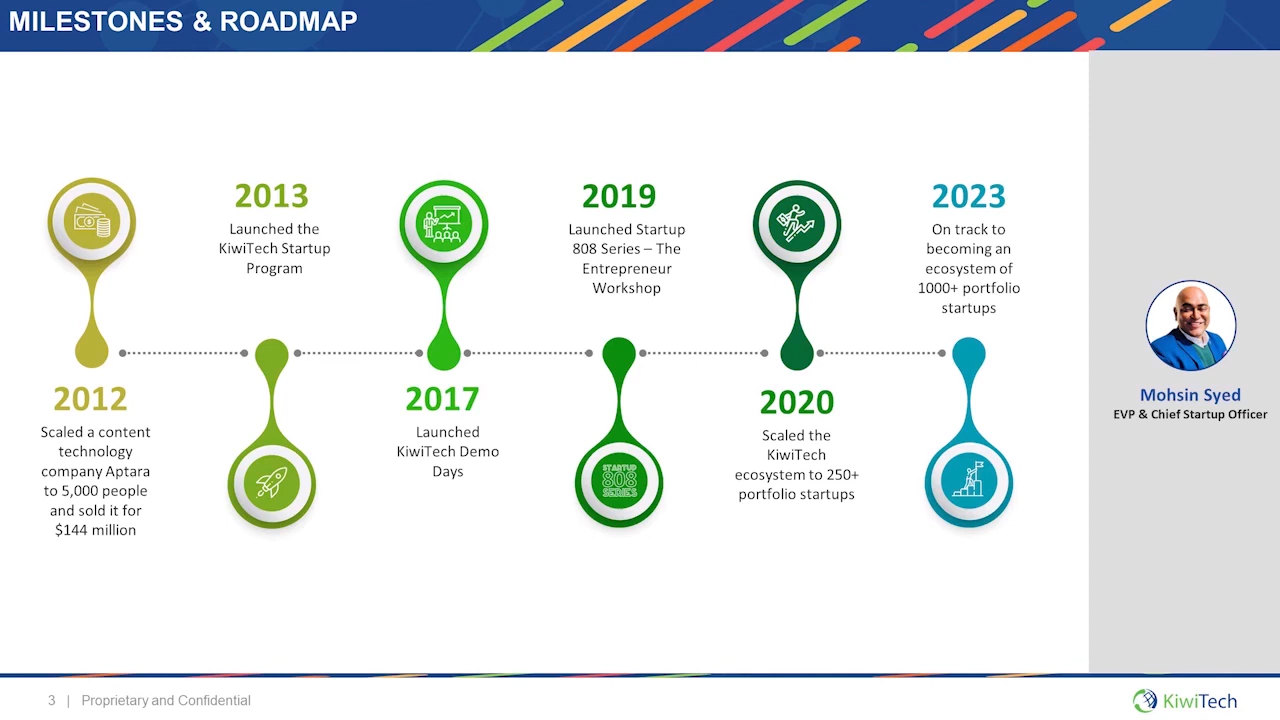 MILESTONES & ROADMAP
2012
Scaled a content
technology
company Aptara
to 5,000 people
and sold it for
$144 million
2013
Launched the
KiwiTech Startup
Program
2017
Launched
KiwiTech Demo
Days
2019
Launched Startup
808 Series – The
Entrepreneur
Workshop
STARTUP
808
SERIES
2020
Scaled the
KiwiTech
ecosystem to 250+
portfolio startups
2023
On track to
becoming an
ecosystem of
1000+ portfolio
startups
Mohsin Syed
EVP & Chief Startup Officer
3 | Proprietary and Confidential
KiwiTech